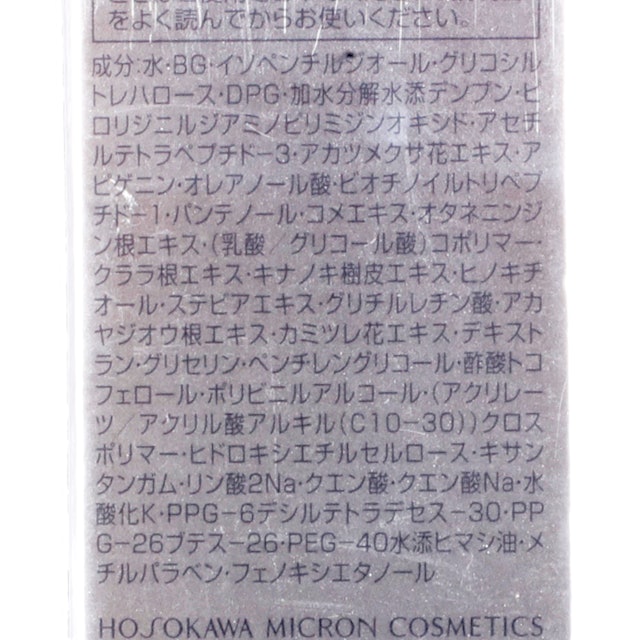 をよく読んでからお使いください。
成分:水・BG・イソペンチルジオール・グリコシル
トレハロース・DPG・加水分解水添デンプン・ピ
ロリジニルジアミノピリミジンオキシド・アセチ
ルテトラペプチドー3・アカツメクサ花エキス・ア
ピゲニン・オレアノール酸・ビオチノイルトリペプ
チドー1・パンテノール・コメエキス・オタネニンジ
ン根エキス・(乳酸/グリコール酸)コポリマー・
クララ根エキス・キナノキ樹皮エキス・ヒノキチ
オール・ステビアエキス・グリチルレチン酸・アカ
ヤジオウ根エキス・カミツレ花エキス・デキスト
ラン・グリセリン・ペンチレングリコール・酢酸トコ
フェロール・ポリビニルアルコール・(アクリレー
ツ/アクリル酸アルキル(C10-30))クロス
ポリマー・ヒドロキシエチルセルロース・キサン
タンガム・リン酸2Na・クエン酸・クエン酸Na・水
酸化K・PPG-6デシルテトラデセス-30・PP
G-26ブテス-26・PEG-40水添ヒマシ油・メ
チルパラベン・フェノキシエタノール
HOSOKAWA MICRON COSMETICS